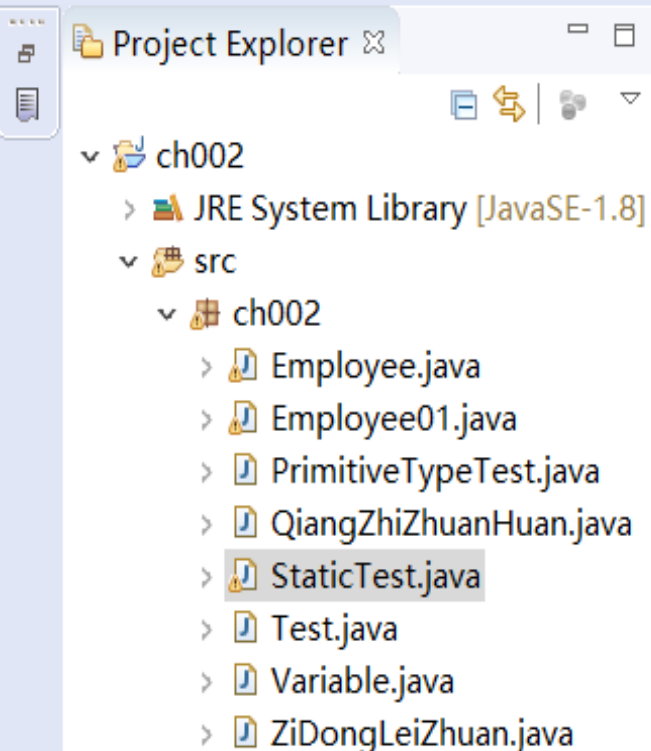 Project Explorer
ch002
JRE System Library [JavaSE-1.8]
src
ch002
Employee.java
Employee01.java
PrimitiveTypeTest.java
QiangZhiZhuanHuan.java
StaticTest.java
Test.java
Variable.java
ZiDongLeiZhuan.java